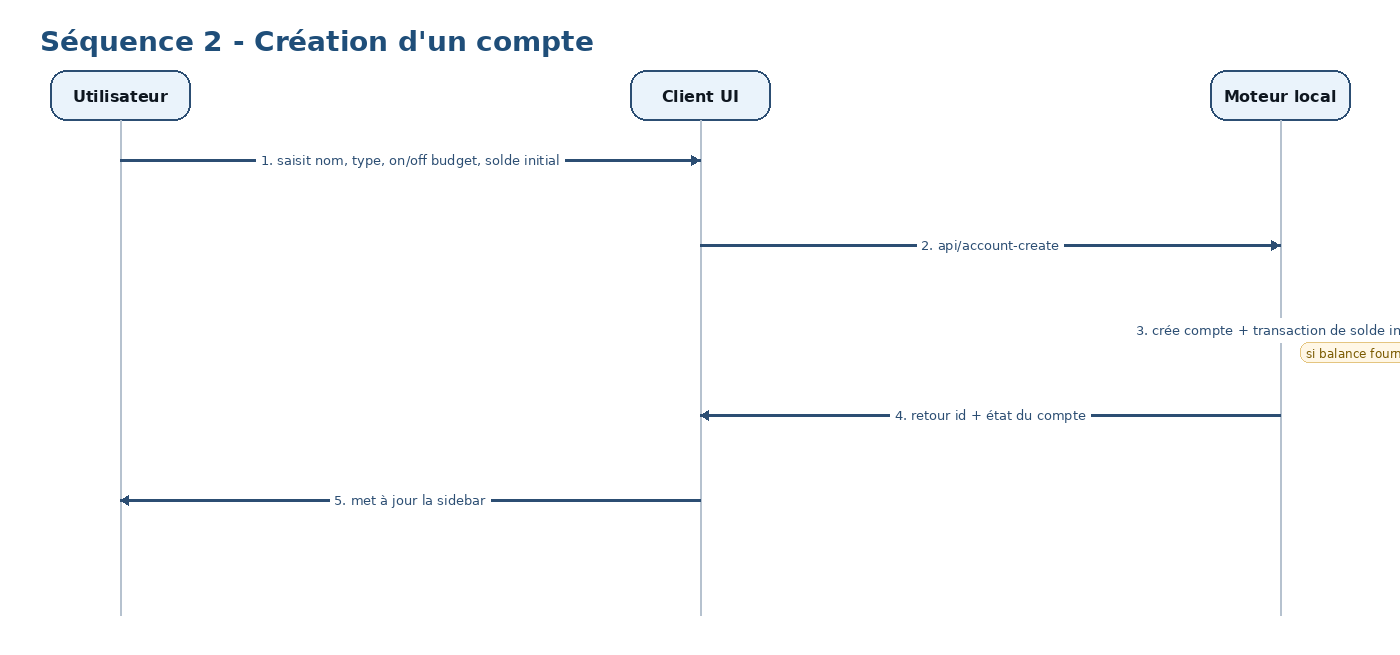 Séquence 2 - Création d'un compte
Utilisateur
Client UI
Moteur local
1. saisit nom, type, on/off budget, solde initial
2. api/account-create
3. crée compte + transaction de solde
si balance
4. retour id + état du compte
5. met à jour la sidebar